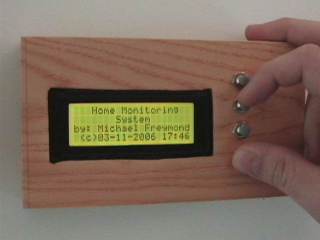 Home Monitoring
System
by: Michael Freymond
(c)03-11-2006 17:46